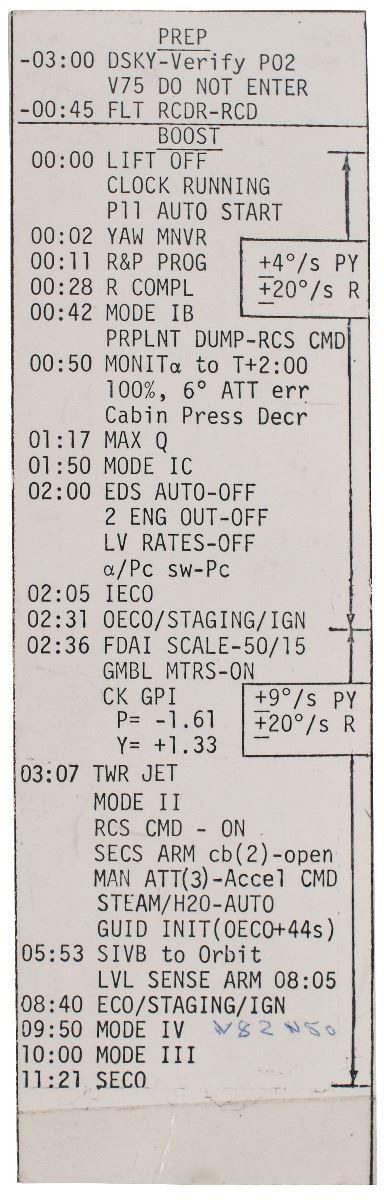 PREP
-03:00 DSKY-Verify P02
V75 DO NOT ENTER
-00:45 FLT RCDR-RCD
BOOST
00:00 LIFT OFF
CLOCK RUNNING
P11 AUTO START
00:02 YAW MNVR
00:11 R&P PROG
±4°/s PY
00:28 R COMPL
±20°/s R
00:42 MODE IB
PRPLNT DUMP-RCS CMD
00:50 MONITα to T+2:00
100%, 6° ATT err
Cabin Press Decr
01:17 MAX Q
01:50 MODE IC
02:00 EDS AUTO-OFF
2 ENG OUT-OFF
LV RATES-OFF
α/Pc sw-Pc
02:05 IECO
02:31 OECO/STAGING/IGN
02:36 FDAI SCALE-50/15
GMBL MTRS-ON
CK GPI
±9°/s PY
P= -1.61
±20°/s R
Y= +1.33
03:07 TWR JET
MODE II
RCS CMD - ON
SECS ARM cb(2)-open
MAN ATT(3)-Accel CMD
STEAM/H2O-AUTO
GUID INIT(OECO+44s)
05:53 SIVB to Orbit
LVL SENSE ARM 08:05
08:40 ECO/STAGING/IGN
09:50 MODE IV V82 N50
10:00 MODE III
11:21 SECO